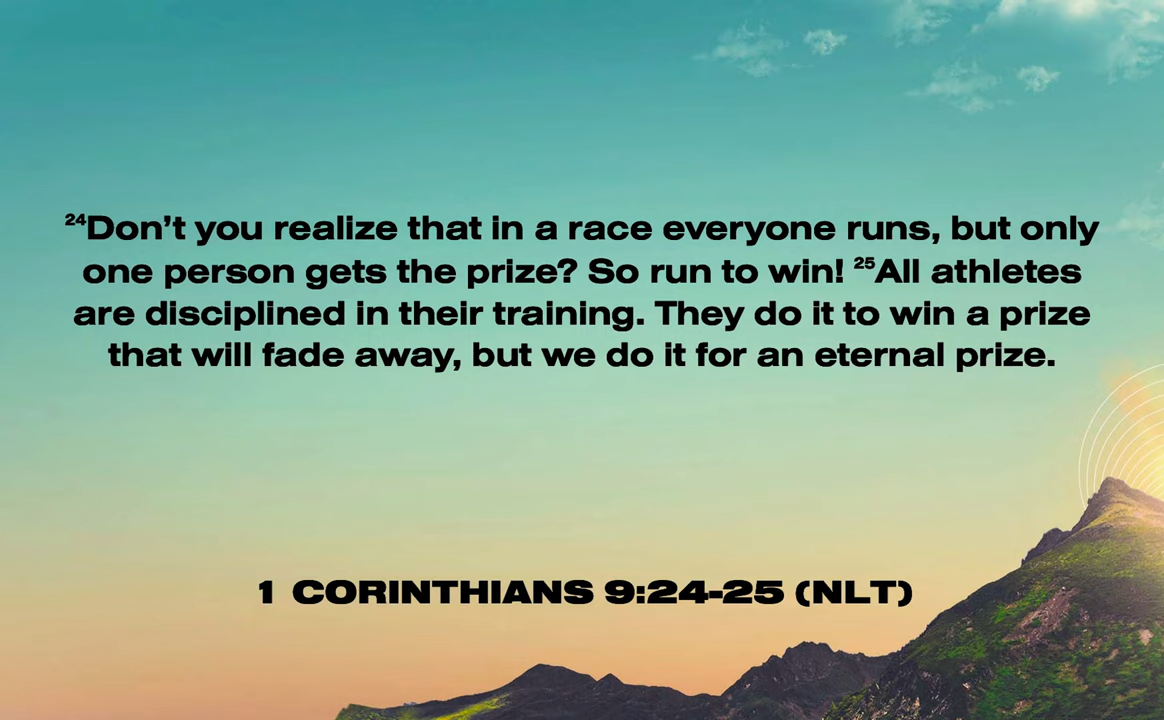 ²⁴Don’t you realize that in a race everyone runs, but only
one person gets the prize? So run to win! ²⁵All athletes
are disciplined in their training. They do it to win a prize
that will fade away, but we do it for an eternal prize.
1 CORINTHIANS 9:24-25 (NLT)